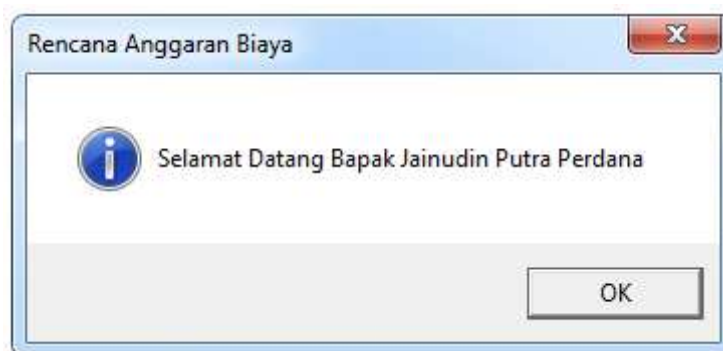 Rencana Anggaran Biaya
Selamat Datang Bapak Jainudin Putra Perdana
OK